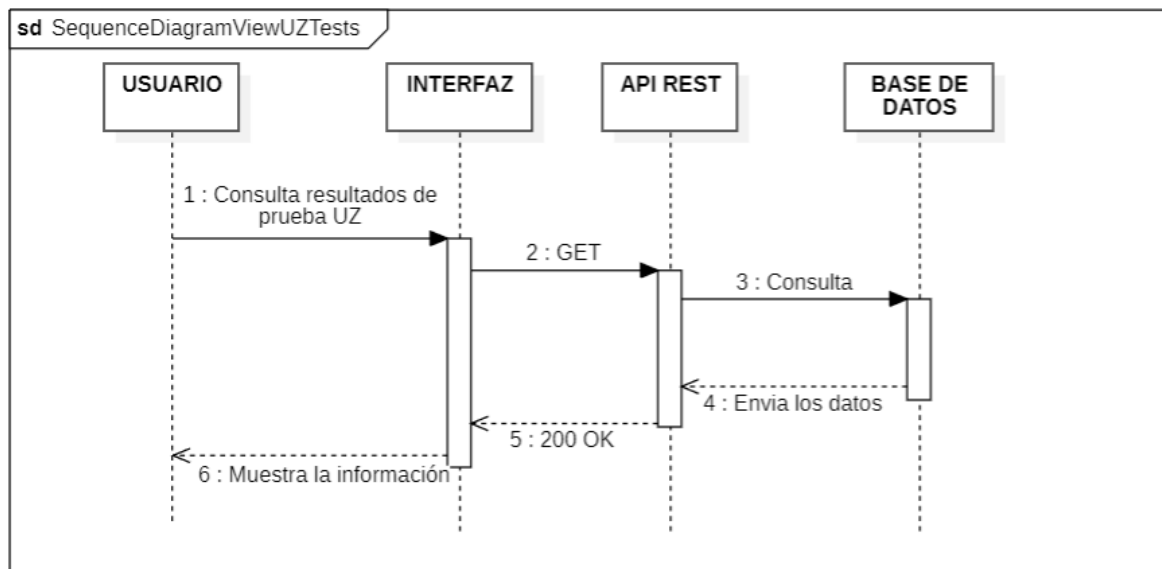 sd SequenceDiagramViewUZTests
USUARIO
INTERFAZ
API REST
BASE DE
DATOS
1 : Consulta resultados de
prueba UZ
2 : GET
3 : Consulta
4 : Envia los datos
5 : 200 OK
6 : Muestra la información